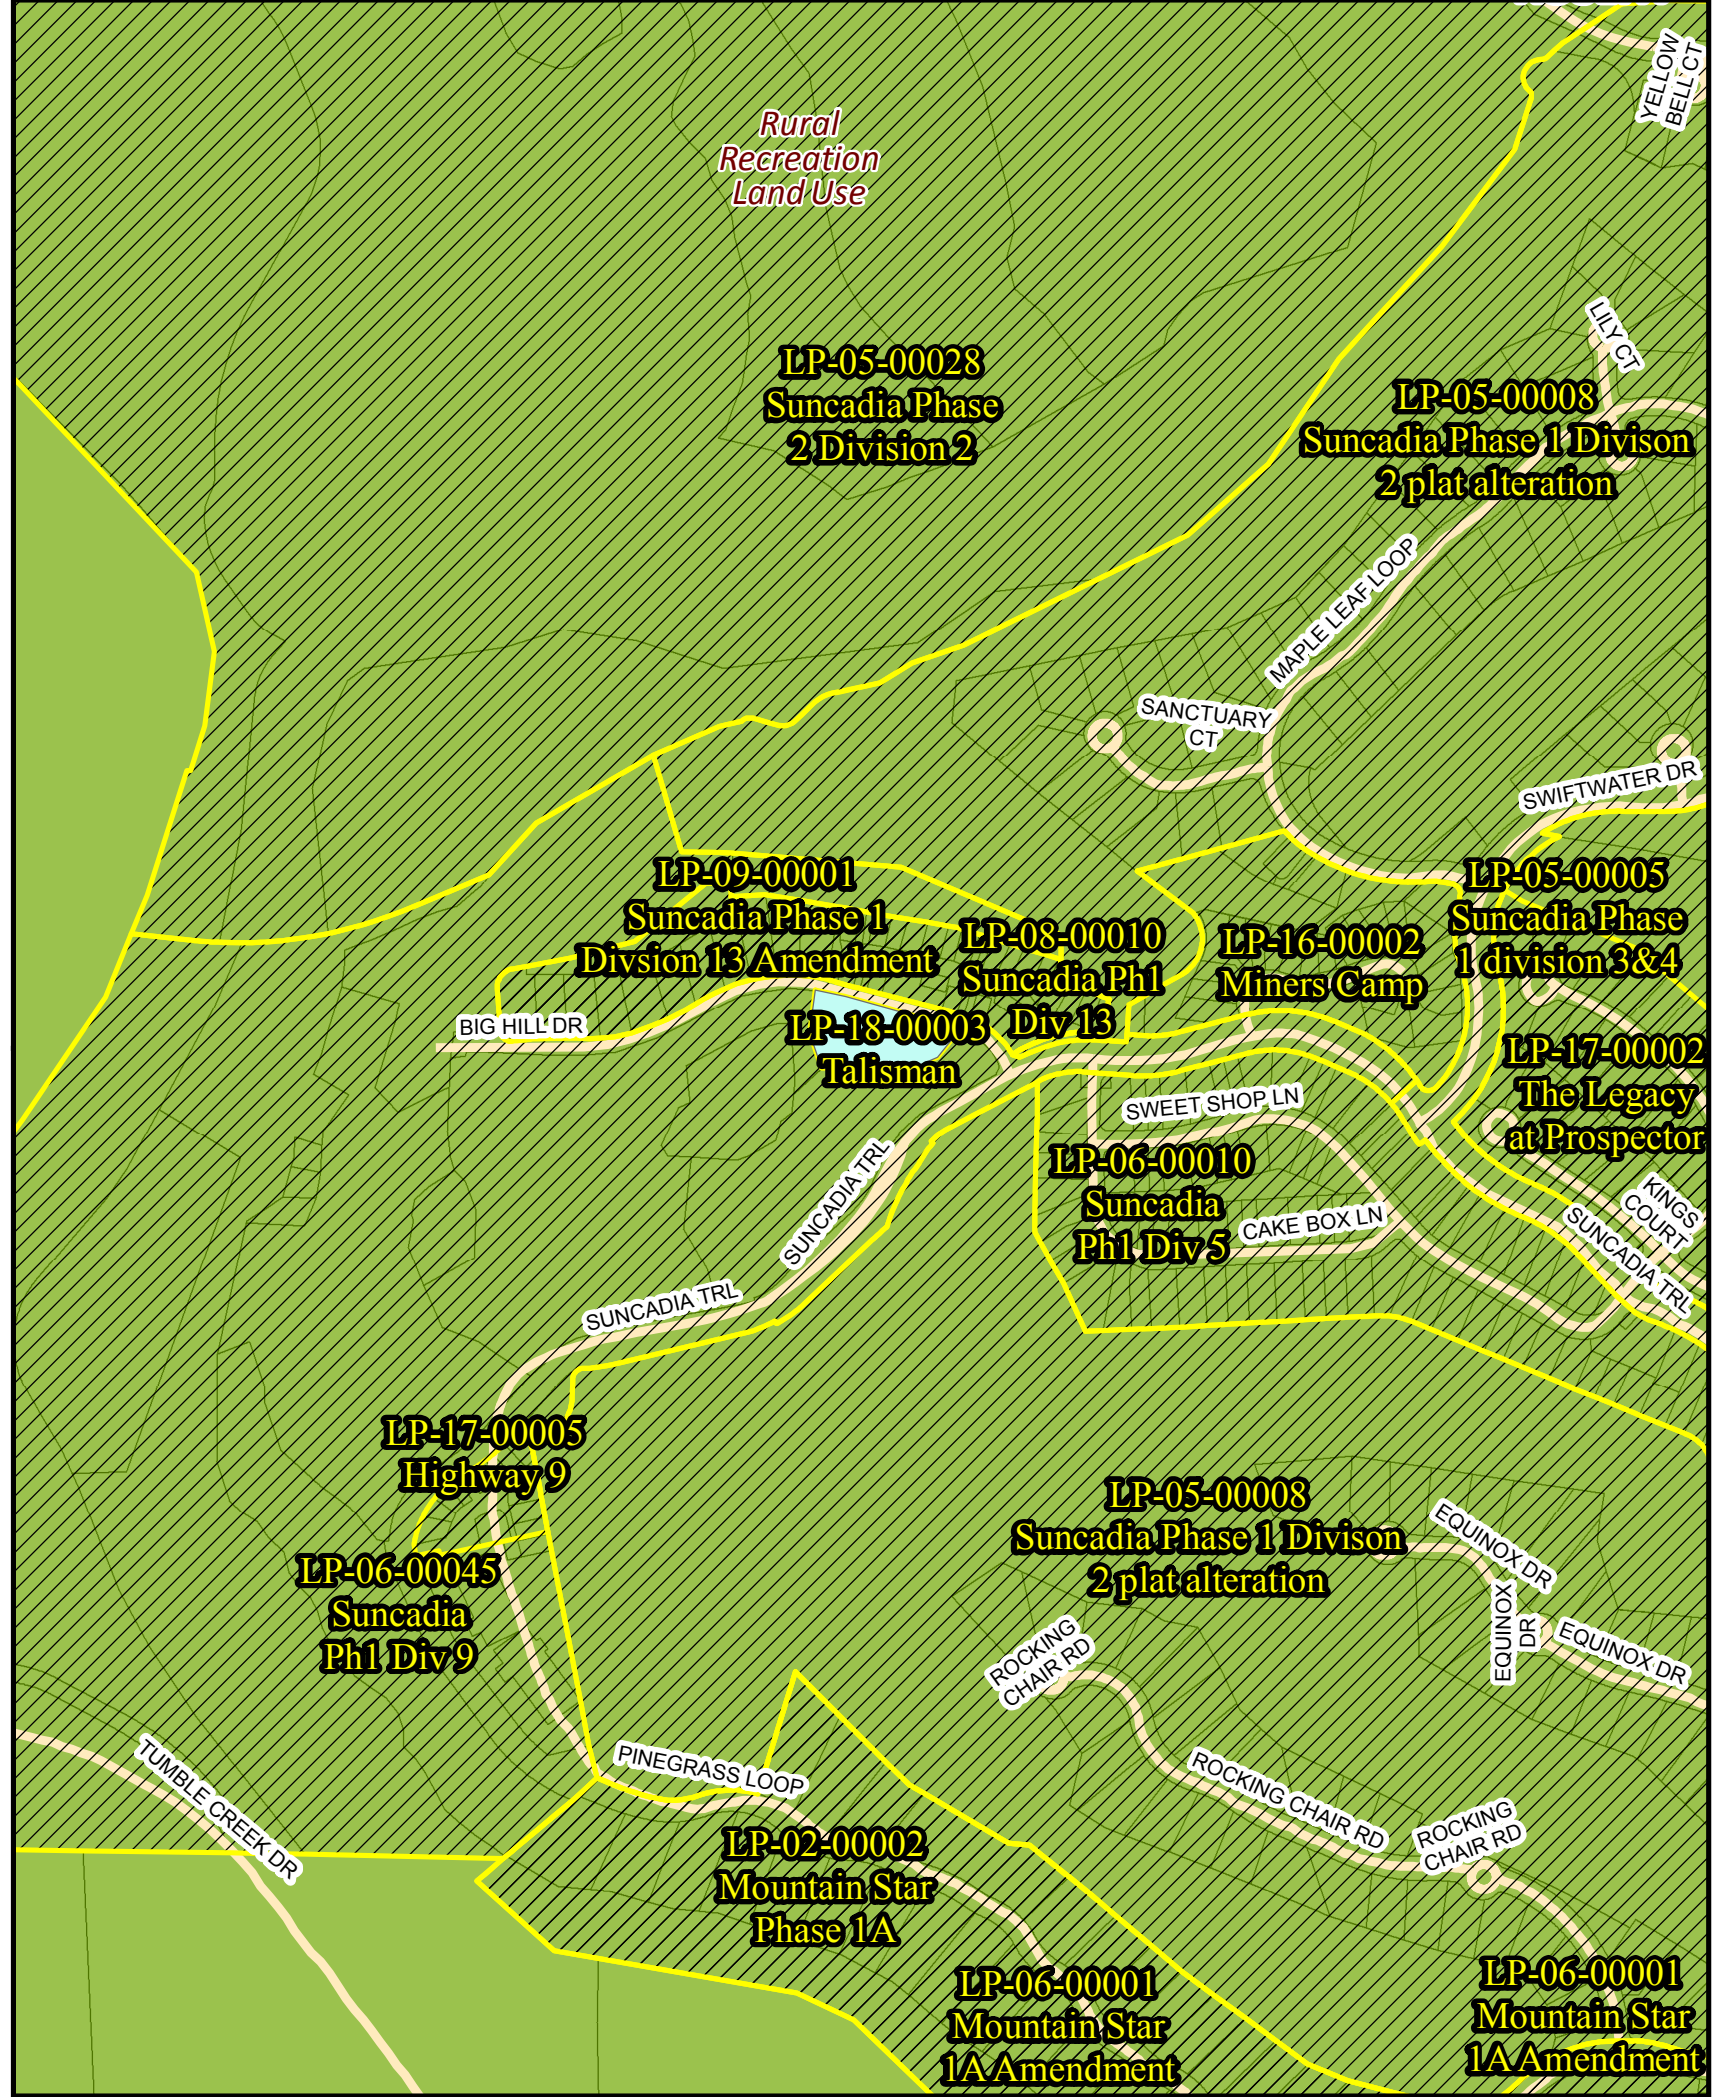 YELLOW
BELL CT
Rural
Recreation
Land Use
LILY CT
LP-05-00028
Suncadia Phase
2 Division 2
LP-05-00008
Suncadia Phase 1 Divison
2 plat alteration
MAPLE LEAF LOOP
SANCTUARY
CT
SWIFTWATER DR
LP-09-00001
Suncadia Phase 1
Divsion 13 Amendment
LP-08-00010
Suncadia Ph1
Div 13
LP-16-00002
Miners Camp
LP-05-00005
Suncadia Phase
1 division 3&4
BIG HILL DR
LP-18-00003
Talisman
LP-17-00002
The Legacy
at Prospector
SWEET SHOP LN
LP-06-00010
Suncadia
Ph1 Div 5
CAKE BOX LN
KINGS
COURT
SUNCADIA TRL
SUNCADIA TRL
SUNCADIA TRL
LP-17-00005
Highway 9
LP-05-00008
Suncadia Phase 1 Divison
2 plat alteration
EQUINOX DR
EQUINOX
DR
EQUINOX DR
LP-06-00045
Suncadia
Ph1 Div 9
ROCKING
CHAIR RD
TUMBLE CREEK DR
PINEGRASS LOOP
ROCKING CHAIR RD
ROCKING
CHAIR RD
LP-02-00002
Mountain Star
Phase 1A
LP-06-00001
Mountain Star
1A Amendment
LP-06-00001
Mountain Star
1A Amendment